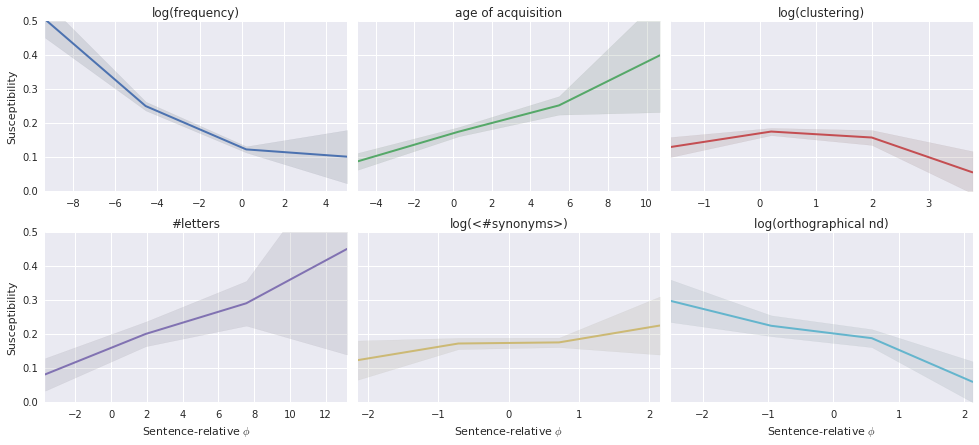 log(frequency)
age of acquisition
log(clustering)
Susceptibility
0.5
0.4
0.3
0.2
0.1
0.0
−8 −6 −4 −2 0 2 4
−4 −2 0 2 4 6 8 10
−1 0 1 2 3
#letters
log(<#synonyms>)
log(orthographical nd)
Susceptibility
0.5
0.4
0.3
0.2
0.1
0.0
−2 0 2 4 6 8 10 12
−2 −1 0 1 2
−2 −1 0 1 2
Sentence-relative ϕ
Sentence-relative ϕ
Sentence-relative ϕ